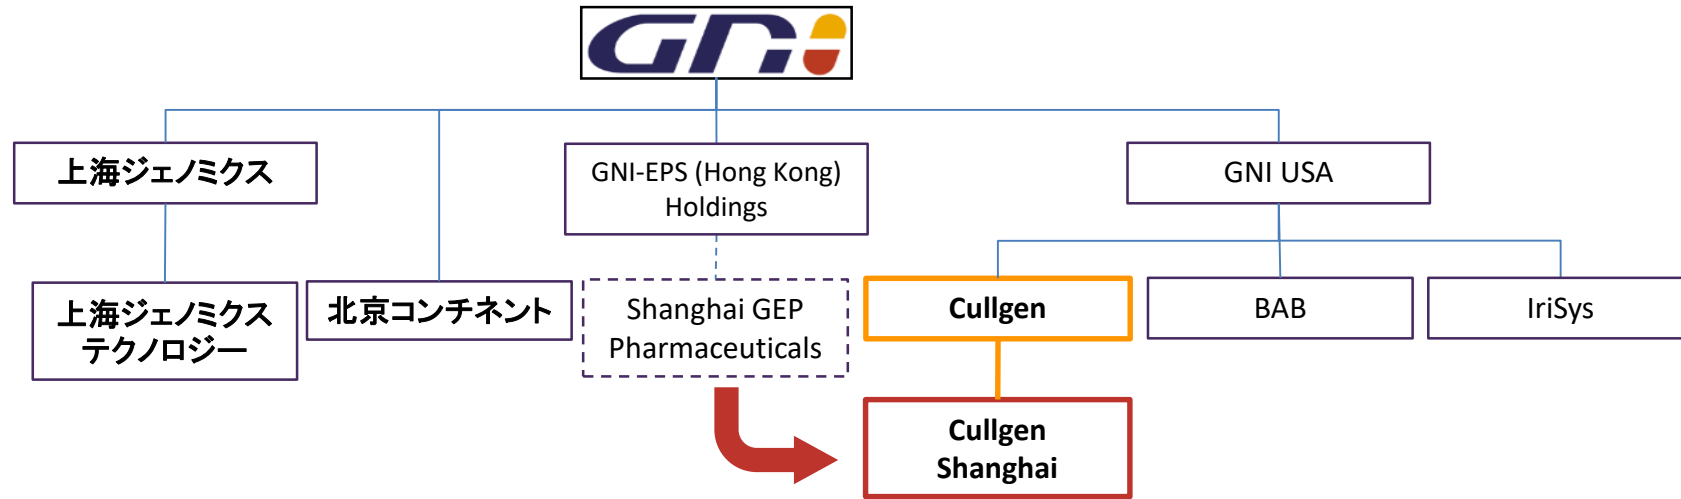 GNI
上海ジェノミクス
GNI-EPS (Hong Kong)
Holdings
GNI USA
上海ジェノミクス
テクノロジー
北京コンチネント
Shanghai GEP
Pharmaceuticals
Cullgen
BAB
IriSys
Cullgen
Shanghai